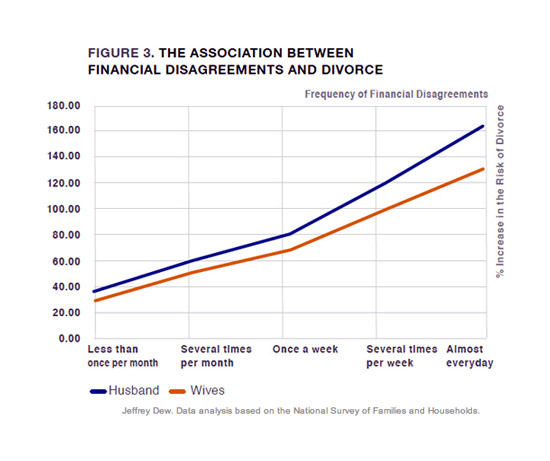 FIGURE 3. THE ASSOCIATION BETWEEN
FINANCIAL DISAGREEMENTS AND DIVORCE
Frequency of Financial Disagreements
180.00
160.00
140.00
120.00
100.00
80.00
60.00
40.00
20.00
0.00
% Increase in the Risk of Divorce
Less than
once per month
Several times
per month
Once a week
Several times
per week
Almost
everyday
Husband
Wives
Jeffrey Dew. Data analysis based on the National Survey of Families and Households.